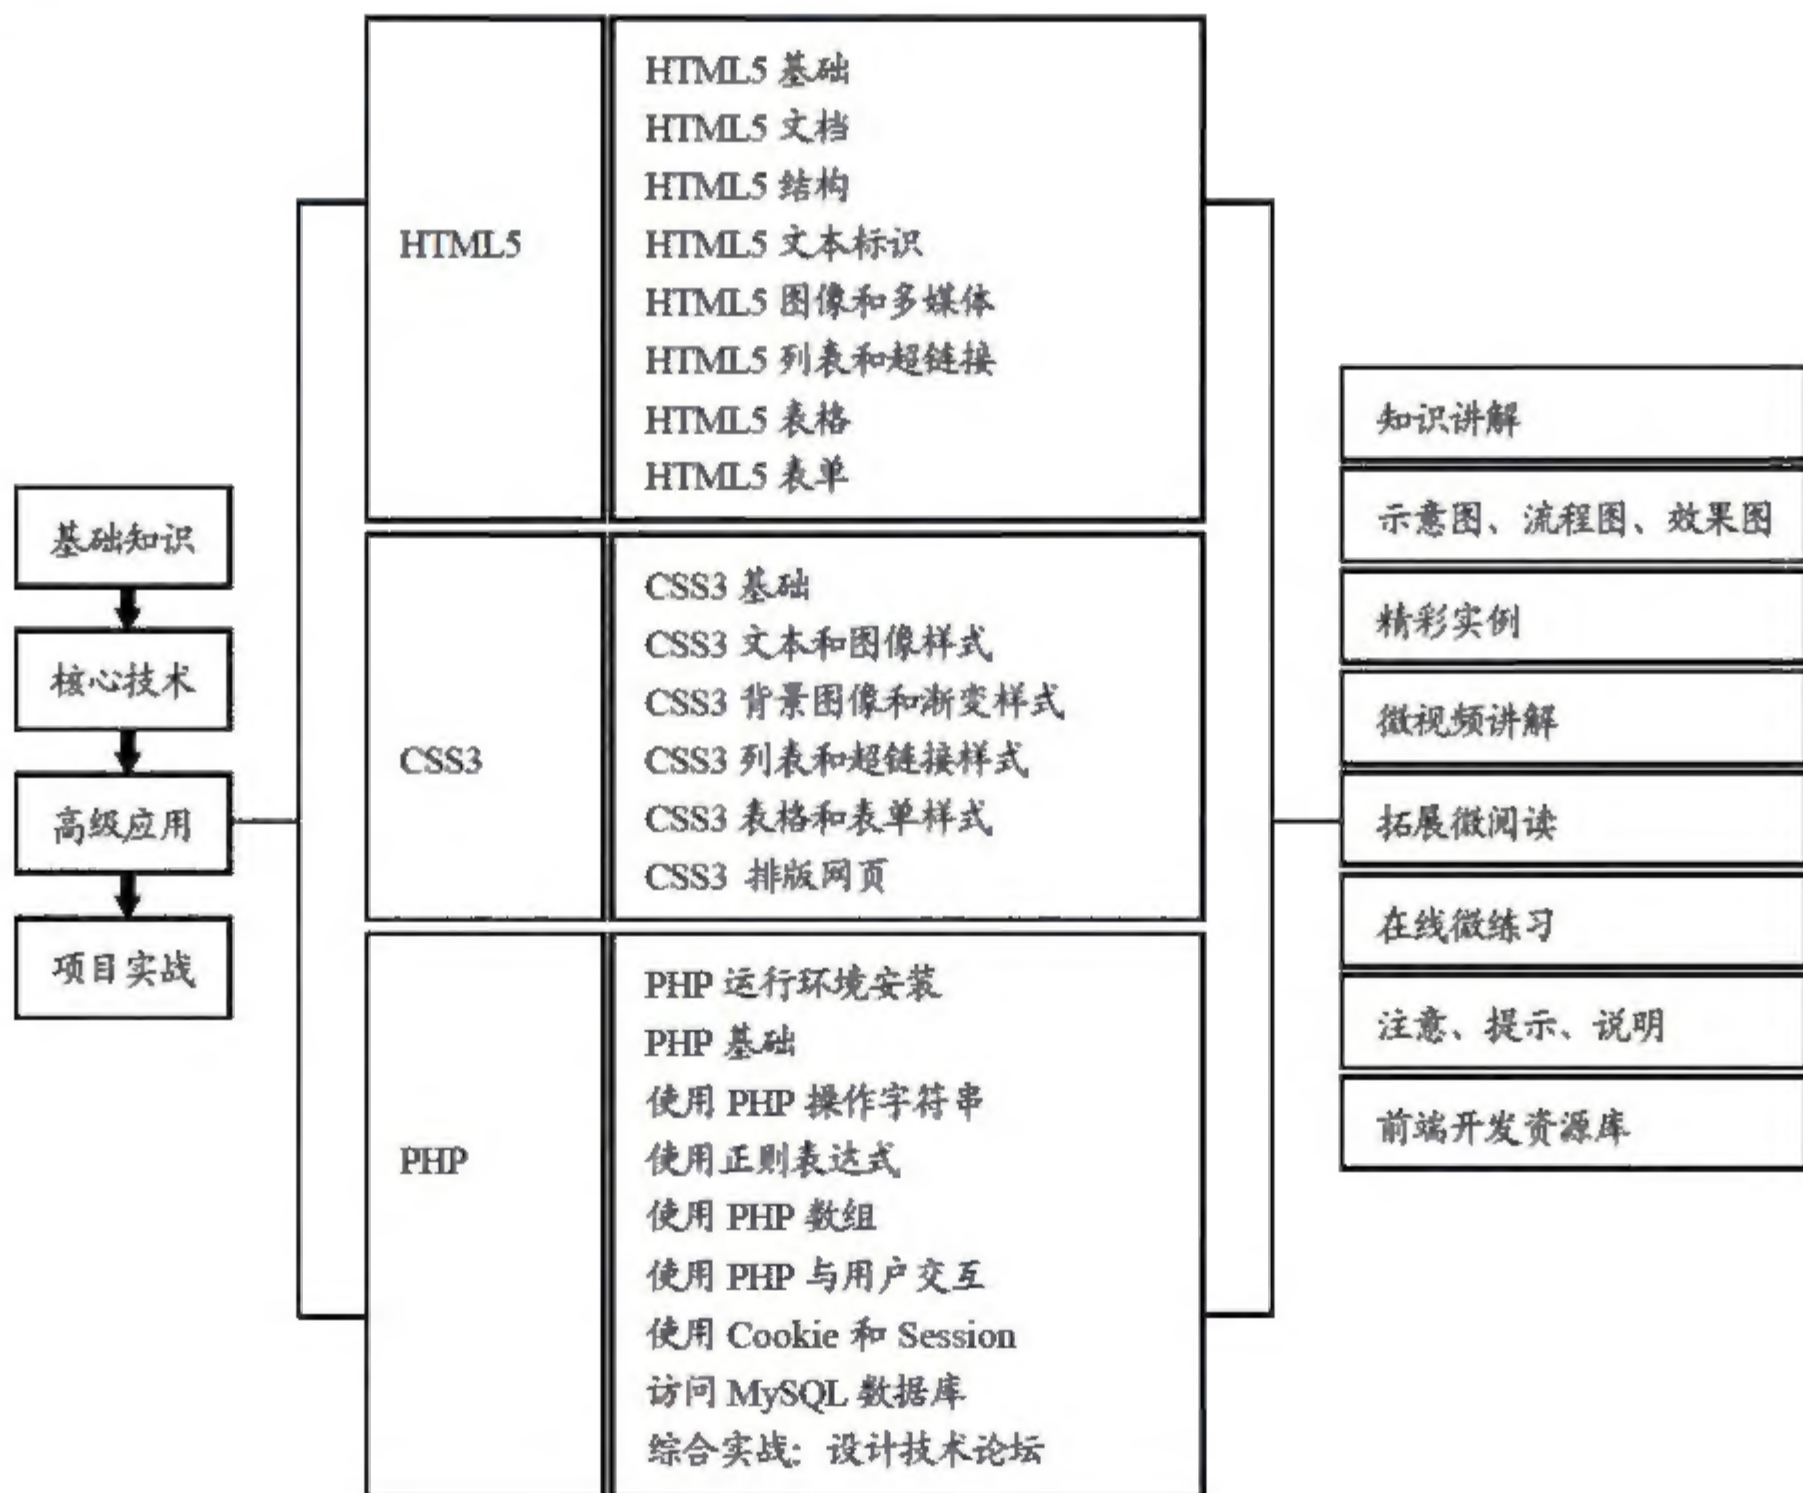 基础知识
核心技术
高级应用
项目实战
HTML5
HTML5 基础
HTML5 文档
HTML5 结构
HTML5 文本标识
HTML5 图像和多媒体
HTML5 列表和超链接
HTML5 表格
HTML5 表单
CSS3
CSS3 基础
CSS3 文本和图像样式
CSS3 背景图像和渐变样式
CSS3 列表和超链接样式
CSS3 表格和表单样式
CSS3 排版网页
PHP
PHP 运行环境安装
PHP 基础
使用 PHP 操作字符串
使用正则表达式
使用 PHP 数组
使用 PHP 与用户交互
使用 Cookie 和 Session
访问 MySQL 数据库
综合实战：设计技术论坛
知识讲解
示意图、流程图、效果图
精彩实例
微视频讲解
拓展微阅读
在线微练习
注意、提示、说明
前端开发资源库